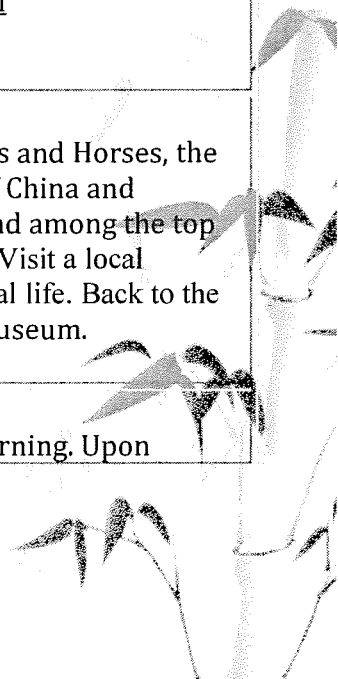 s and Horses, the
China and
nd among the top
Visit a local
al life. Back to the
useum.
rning. Upon